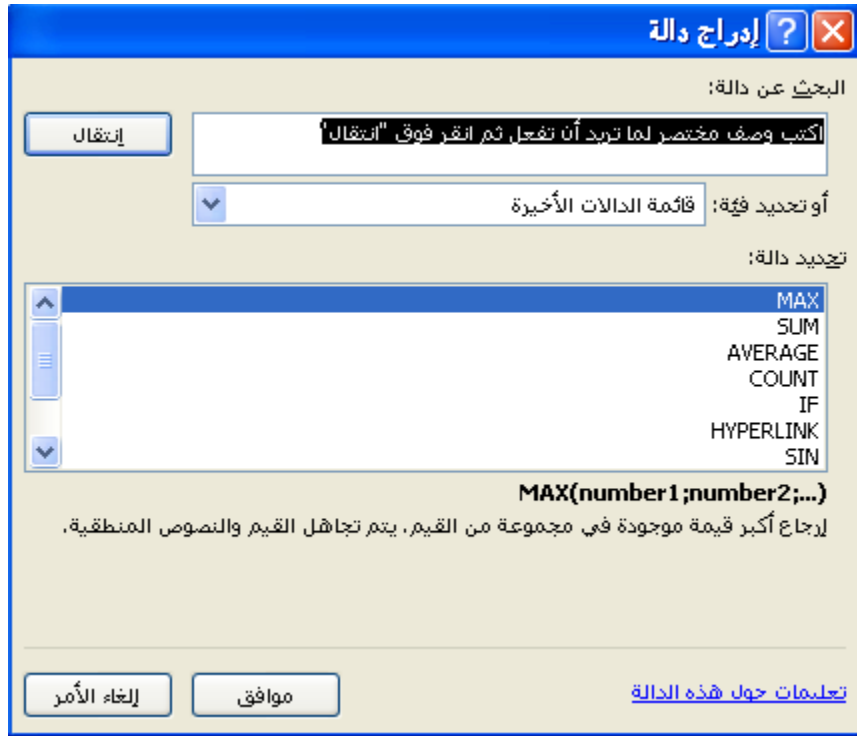 إدراج دالة
البحث عن دالة:
اكتب وصف مختصر لما تريد أن تفعل ثم انقر فوق "انتقال"
إنتقال
أو تحديد فئة: قائمة الدالات الأخيرة
تحديد دالة:
MAX
SUM
AVERAGE
COUNT
IF
HYPERLINK
SIN
MAX(number1;number2;...)
إرجاع أكبر قيمة موجودة في مجموعة من القيم. يتم تجاهل القيم والنصوص المنطقية.
تعليمات حول هذه الدالة
موافق
إلغاء الأمر